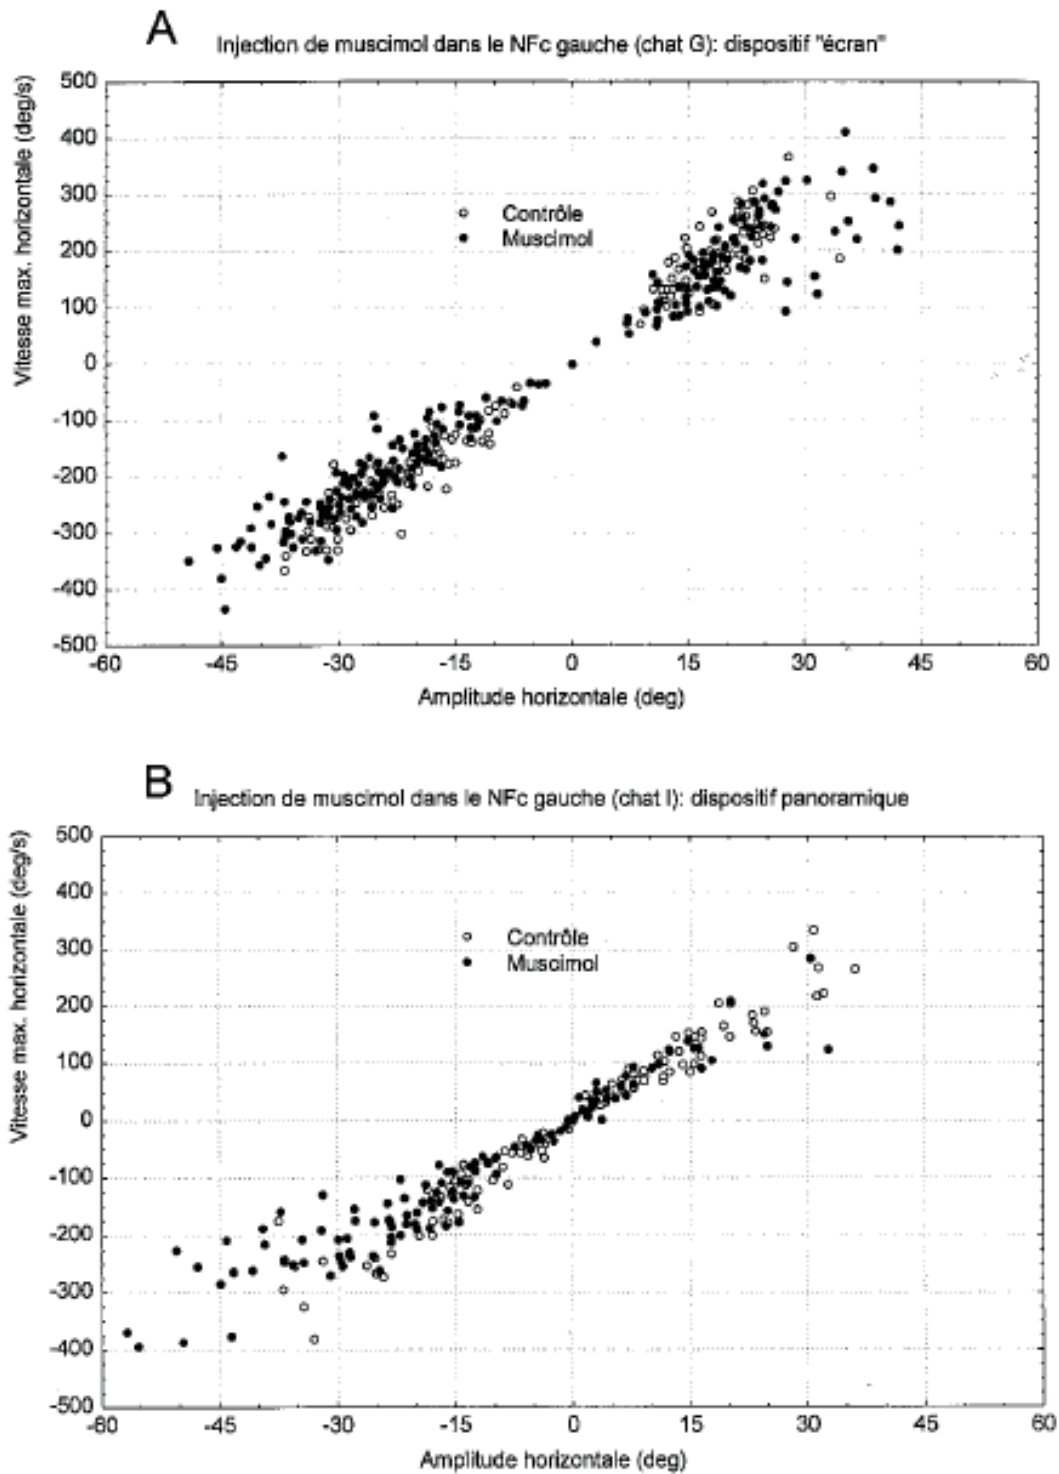 A
Injection de muscimol dans le NFc gauche (chat G): dispositif "écran"
Vitesse max. horizontale (deg/s)
500
400
300
200
100
0
-100
-200
-300
-400
-500
Contrôle
Muscimol
-60 -45 -30 -15 0 15 30 45 60
Amplitude horizontale (deg)
B
Injection de muscimol dans le NFc gauche (chat I): dispositif panoramique
Vitesse max. horizontale (deg/s)
500
400
300
200
100
0
-100
-200
-300
-400
-500
Contrôle
Muscimol
-60 -45 -30 -15 0 15 30 45 60
Amplitude horizontale (deg)